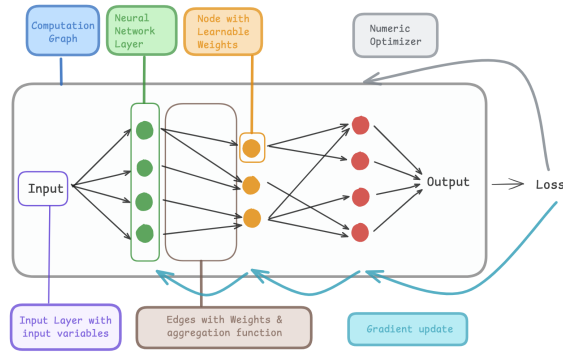 Computation
Graph
Neural
Network
Layer
Node with
Learnable
Weights
Numeric
Optimizer
Input
Output
Loss
Input Layer with
input variables
Edges with Weights &
aggregation function
Gradient update